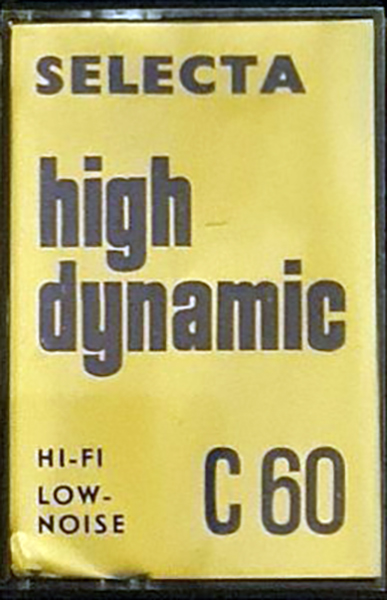 SELECTA
high
dynamic
HI-FI
LOW-
NOISE
C 60